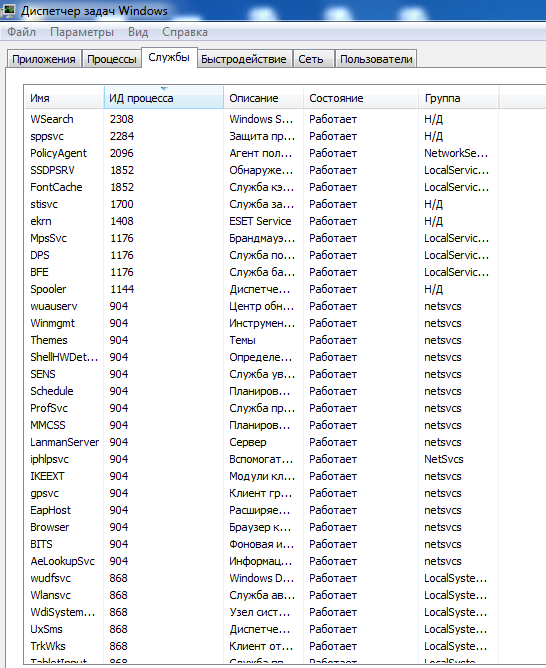 Диспетчер задач Windows
Файл Параметры Вид Справка
Приложения Процессы Службы Быстродействие Сеть Пользователи
Имя ИД процесса Описание Состояние Группа
WSearch 2308 Windows S... Работает Н/Д
sppsvc 2284 Защита пр... Работает Н/Д
PolicyAgent 2096 Агент пол... Работает NetworkSe...
SSDPSRV 1852 Обнаруже... Работает LocalServic...
FontCache 1852 Служба кэ... Работает LocalServic...
stisvc 1700 Служба за... Работает Н/Д
ekrn 1408 ESET Service Работает Н/Д
MpsSvc 1176 Брандмауэ... Работает LocalServic...
DPS 1176 Служба по... Работает LocalServic...
BFE 1176 Служба ба... Работает LocalServic...
Spooler 1144 Диспетче... Работает Н/Д
wuauserv 904 Центр обн... Работает netsvcs
Winmgmt 904 Инструмен... Работает netsvcs
Themes 904 Темы Работает netsvcs
ShellHWDet... 904 Определе... Работает netsvcs
SENS 904 Служба ув... Работает netsvcs
Schedule 904 Планиров... Работает netsvcs
ProfSvc 904 Служба пр... Работает netsvcs
MMCSS 904 Планиров... Работает netsvcs
LanmanServer 904 Сервер Работает netsvcs
iphlpsvc 904 Вспомогат... Работает NetSvcs
IKEEXT 904 Модули кл... Работает netsvcs
gpsvc 904 Клиент гр... Работает netsvcs
EapHost 904 Расширяе... Работает netsvcs
Browser 904 Браузер к... Работает netsvcs
BITS 904 Фоновая и... Работает netsvcs
AeLookupSvc 904 Информац... Работает netsvcs
wudfsvc 868 Windows D... Работает LocalSyste...
Wlansvc 868 Служба ав... Работает LocalSyste...
WdiSystem... 868 Узел сист... Работает LocalSyste...
UxSms 868 Диспетче... Работает LocalSyste...
TrkWks 868 Клиент от... Работает LocalSyste...
TabletInput 868 Служба пр... Работает LocalSyste...